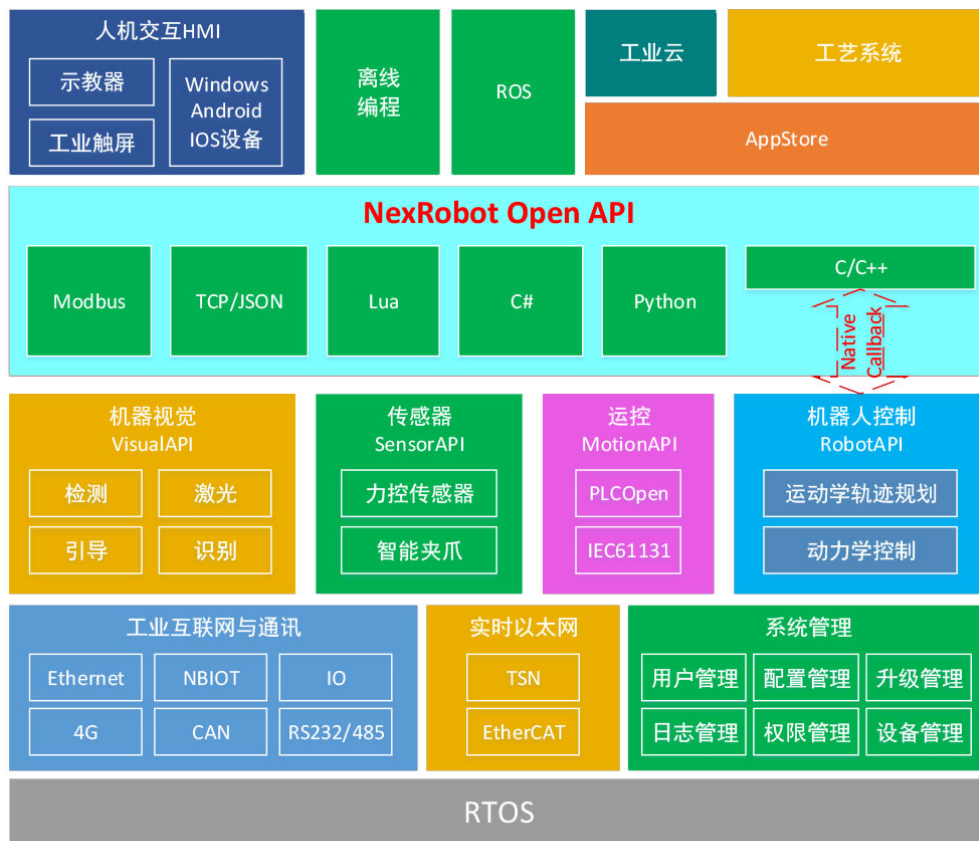 人机交互HMI
示教器
工业触屏
Windows
Android
IOS设备
离线
编程
ROS
工业云
工艺系统
AppStore
NexRobot Open API
Modbus
TCP/JSON
Lua
C#
Python
C/C++
Native
Callback
机器视觉
VisualAPI
检测
激光
引导
识别
传感器
SensorAPI
力控传感器
智能夹爪
运控
MotionAPI
PLCOpen
IEC61131
机器人控制
RobotAPI
运动学轨迹规划
动力学控制
工业互联网与通讯
Ethernet
NBIOT
IO
4G
CAN
RS232/485
实时以太网
TSN
EtherCAT
系统管理
用户管理
配置管理
升级管理
日志管理
权限管理
设备管理
RTOS